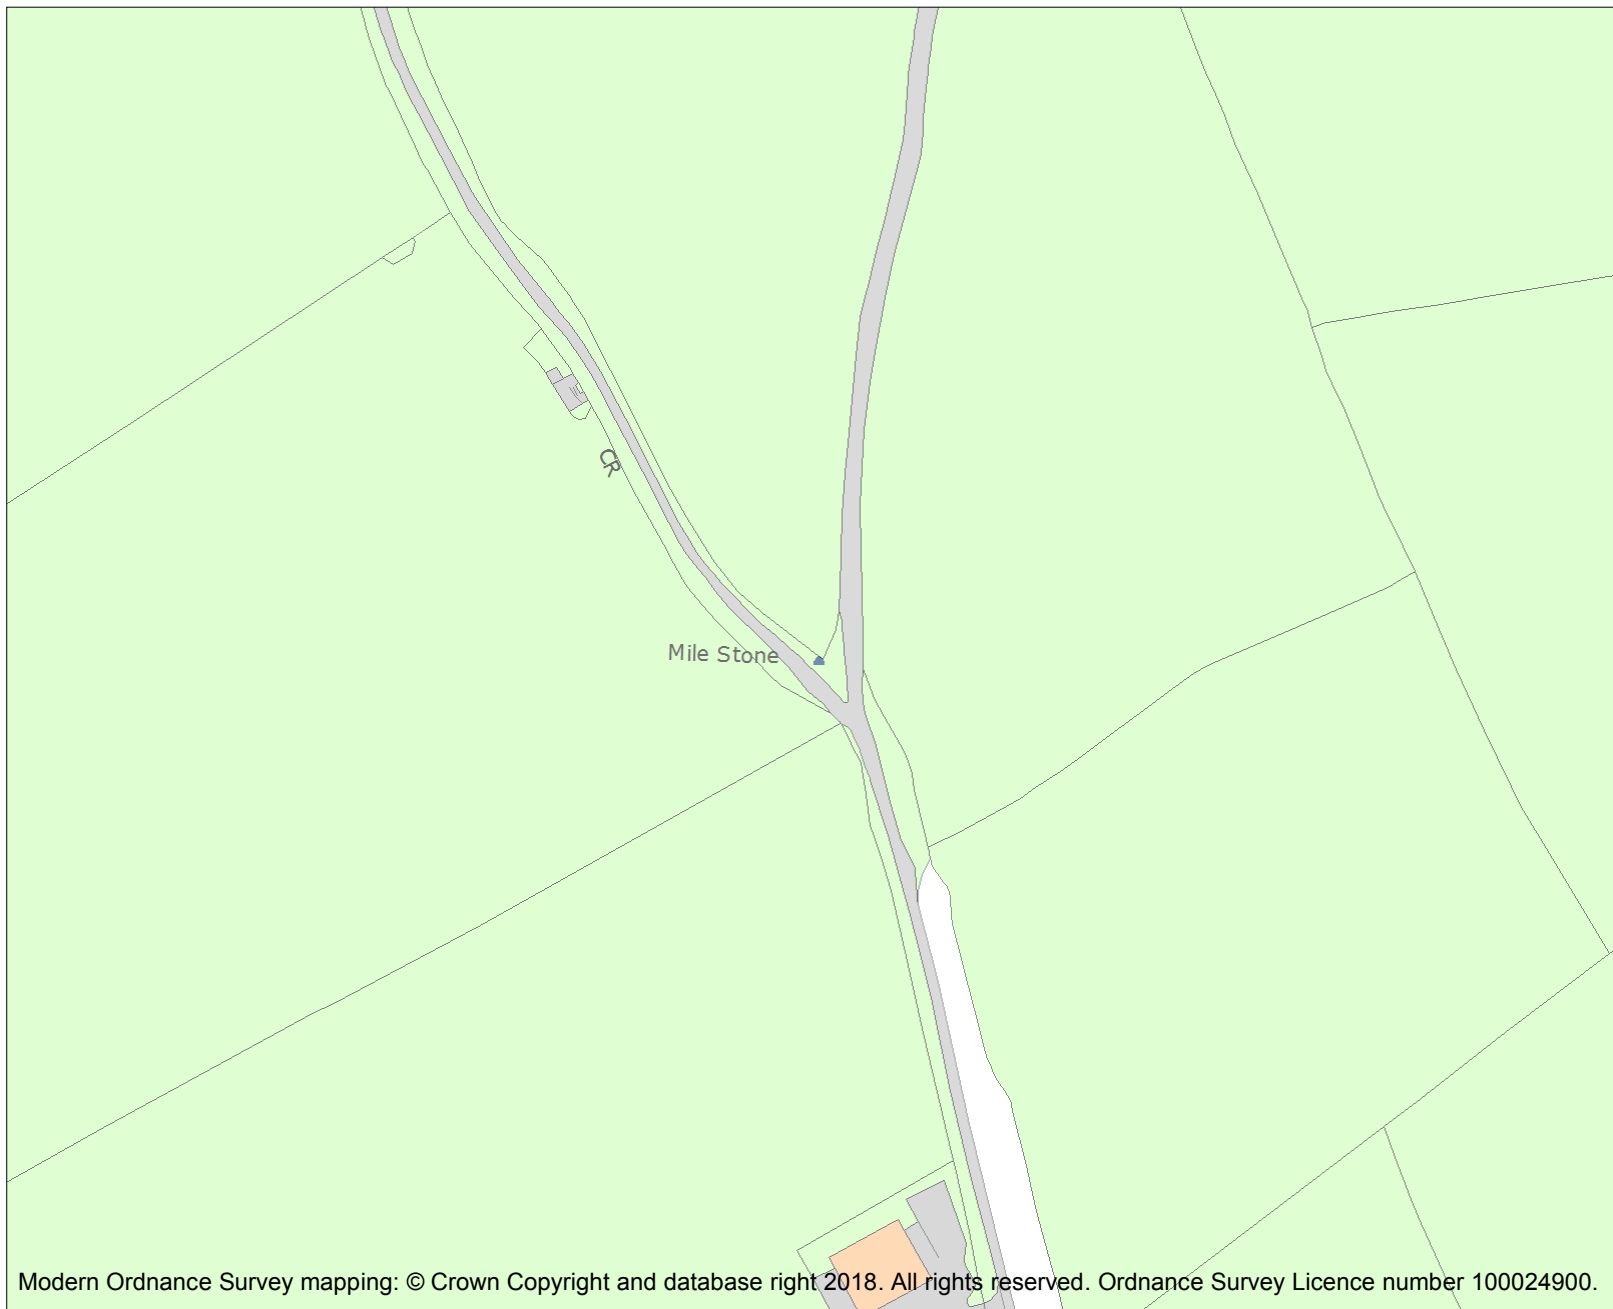 CR
Mile Stone
Modern Ordnance Survey mapping: © Crown Copyright and database right 2018. All rights reserved. Ordnance Survey Licence number 100024900.